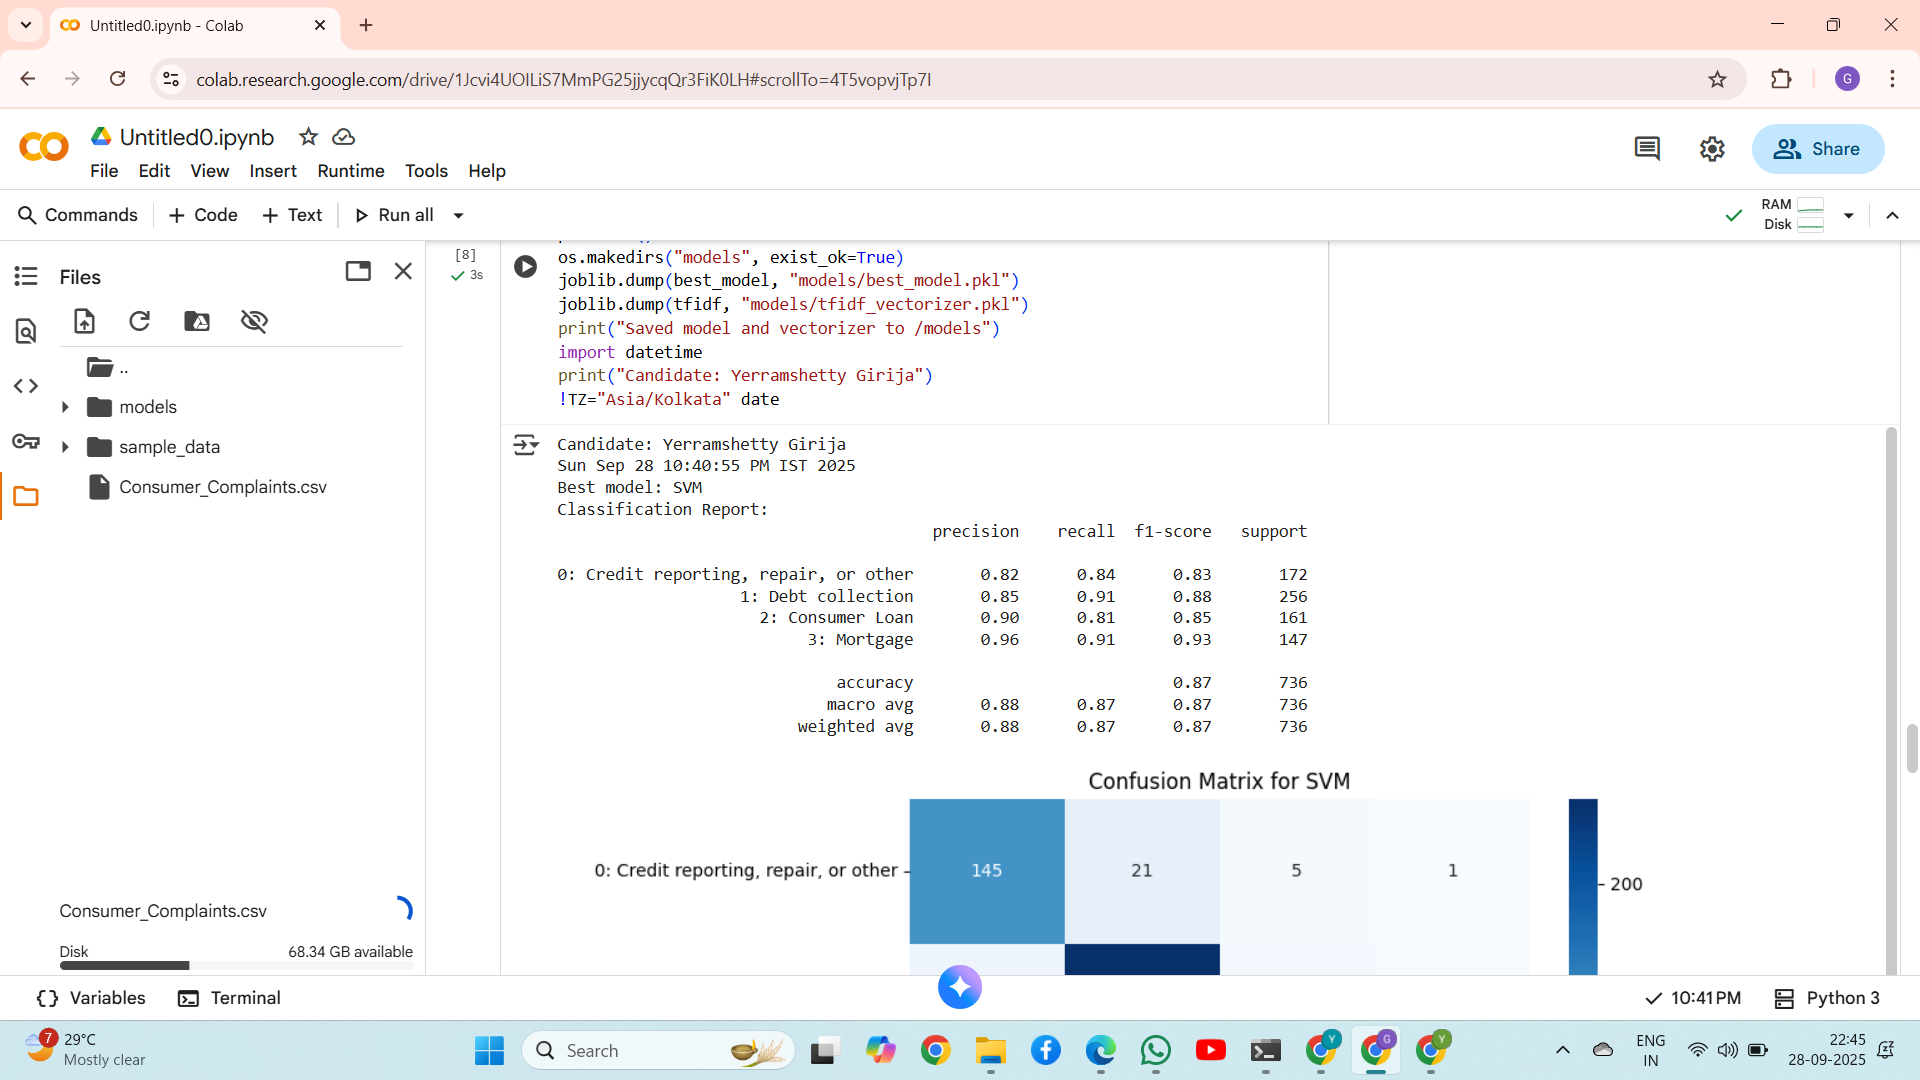 Untitled0.ipynb - Colab
colab.research.google.com/drive/1Jcvi4UOILiS7MmPG25jjycqQr3FiK0LH#scrollTo=4T5vopvjTp7I
G
Untitled0.ipynb
File Edit View Insert Runtime Tools Help
Share
Commands + Code + Text Run all
RAM
Disk
Files
..
models
sample_data
Consumer_Complaints.csv
Consumer_Complaints.csv
Disk 68.34 GB available
[8]
3s
os.makedirs("models", exist_ok=True)
joblib.dump(best_model, "models/best_model.pkl")
joblib.dump(tfidf, "models/tfidf_vectorizer.pkl")
print("Saved model and vectorizer to /models")
import datetime
print("Candidate: Yerramshetty Girija")
!TZ="Asia/Kolkata" date
Candidate: Yerramshetty Girija
Sun Sep 28 10:40:55 PM IST 2025
Best model: SVM
Classification Report:
precision recall f1-score support
0: Credit reporting, repair, or other 0.82 0.84 0.83 172
1: Debt collection 0.85 0.91 0.88 256
2: Consumer Loan 0.90 0.81 0.85 161
3: Mortgage 0.96 0.91 0.93 147
accuracy 0.87 736
macro avg 0.88 0.87 0.87 736
weighted avg 0.88 0.87 0.87 736
Confusion Matrix for SVM
0: Credit reporting, repair, or other 145 21 5 1
200
Variables Terminal
10:41 PM Python 3
7
29°C
Mostly clear
Search
Y
G
Y
ENG
IN
22:45
28-09-2025